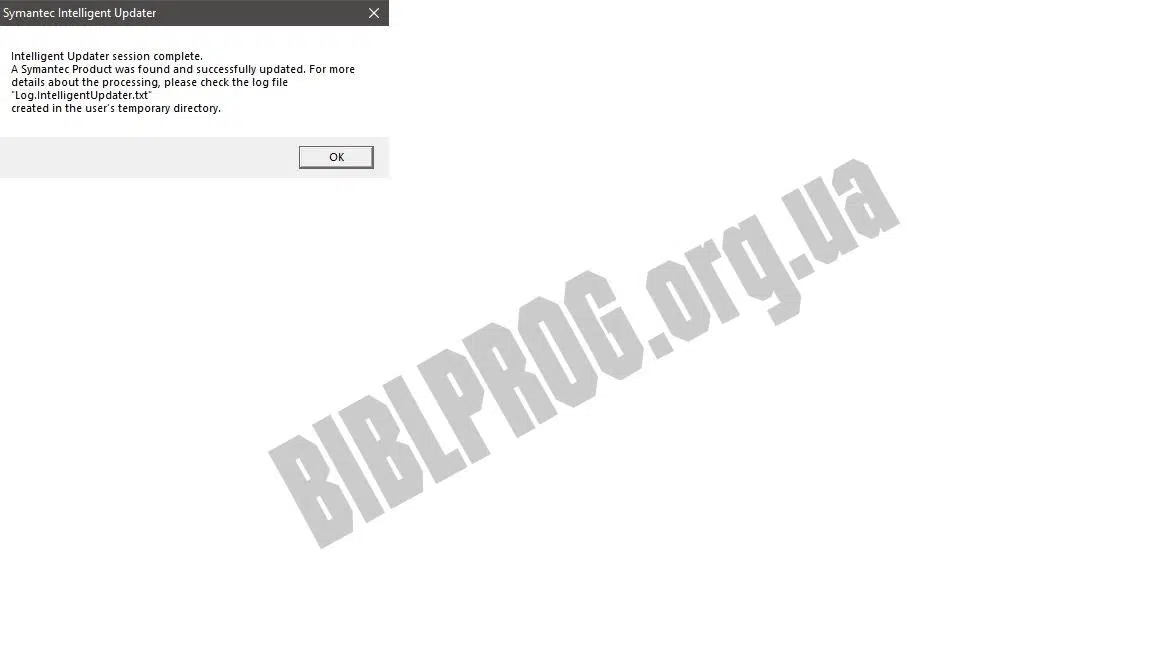 Symantec Intelligent Updater
Intelligent Updater session complete.
A Symantec Product was found and successfully updated. For more
details about the processing, please check the log file
"Log.IntelligentUpdater.txt"
created in the user's temporary directory.
OK
BIBLPROG.org.ua